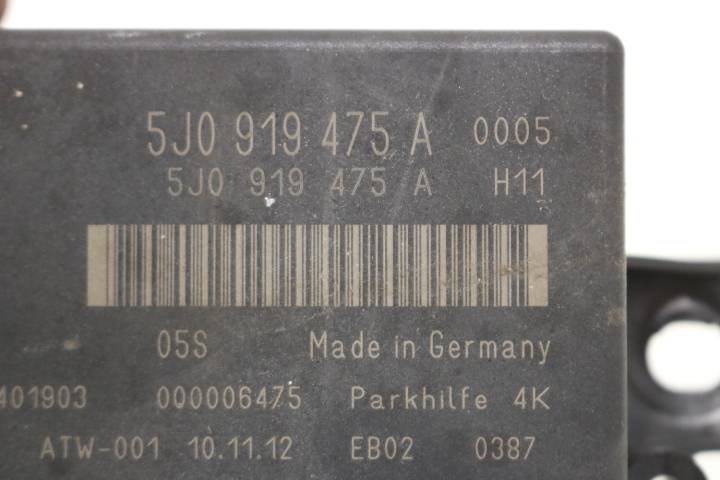 5J0 919 475 A 0005
5J0 919 475 A H11
05S Made in Germany
401903 000006475 Parkhilfe 4K
ATW-001 10.11.12 EB02 0387